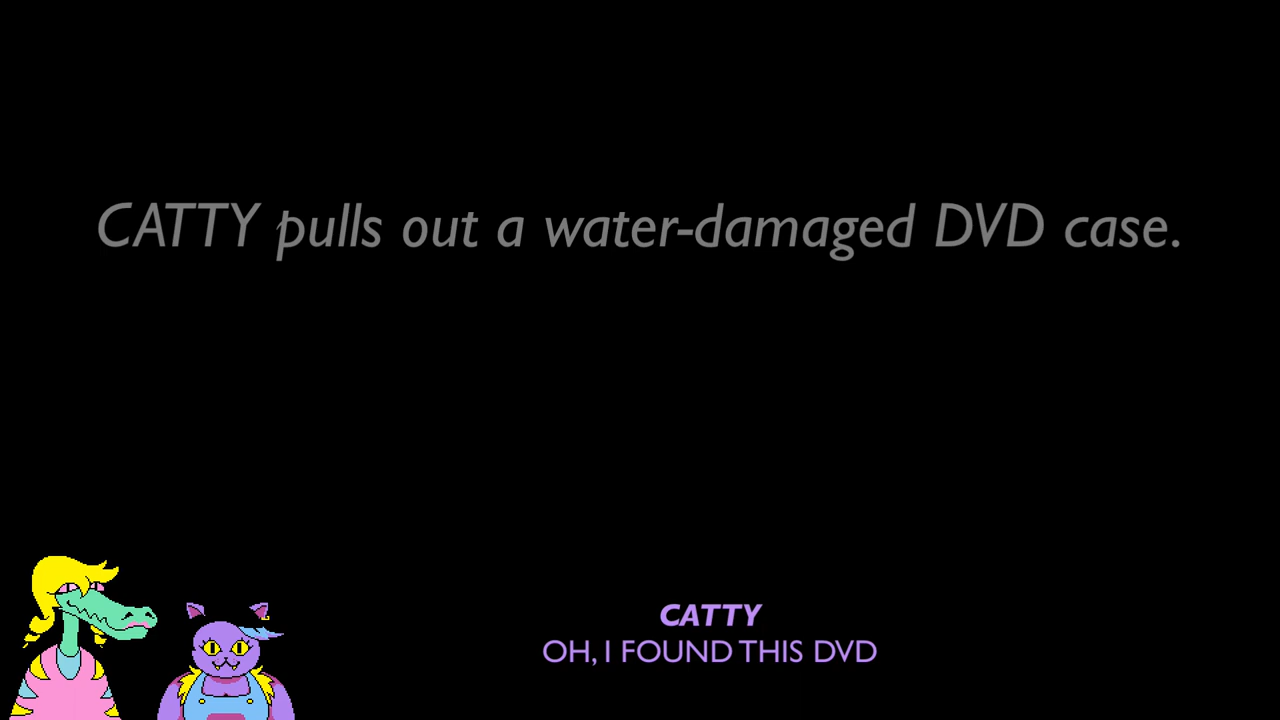 CATTY pulls out a water-damaged DVD case.
CATTY
OH, I FOUND THIS DVD